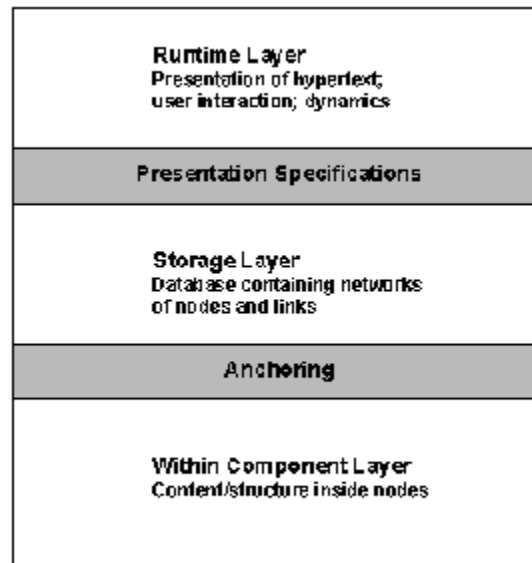 Runtime Layer
Presentation of hypertext;
user interaction; dynamics
Presentation Specifications
Storage Layer
Database containing networks
of nodes and links
Anchoring
Within Component Layer
Content/structure inside nodes